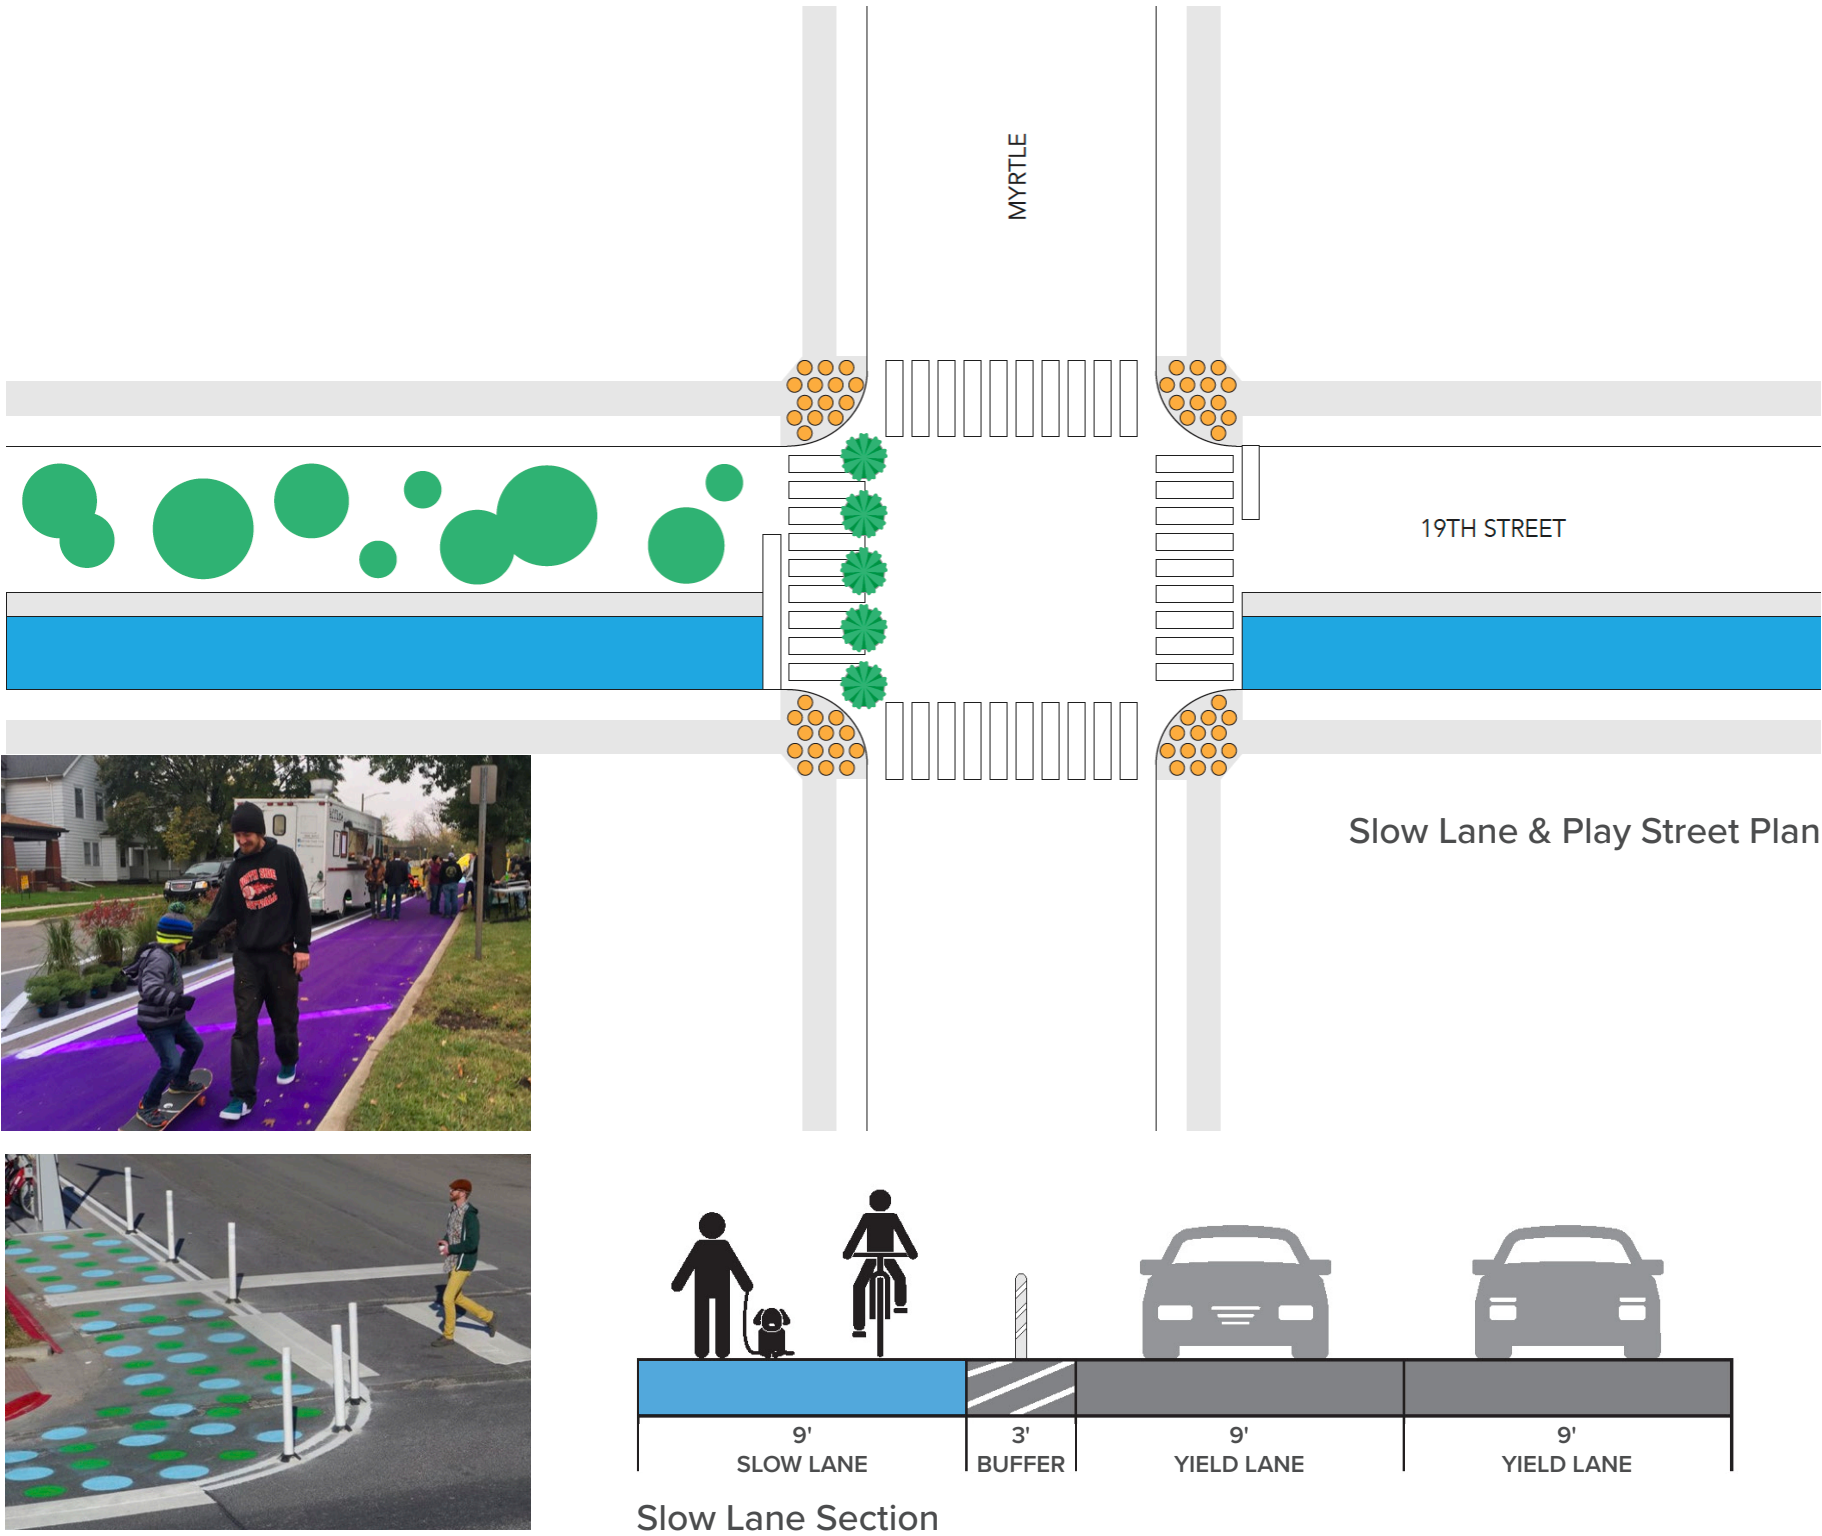 MYRTLE
19TH STREET
Slow Lane & Play Street Plan
9'
3'
9'
9'
SLOW LANE
BUFFER
YIELD LANE
YIELD LANE
Slow Lane Section